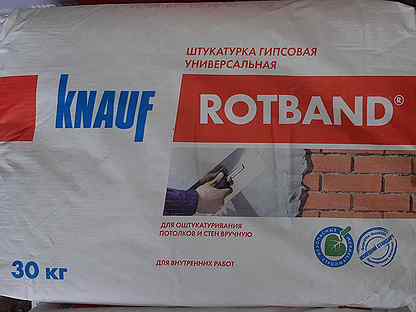 ШТУКАТУРКА ГИПСОВАЯ
УНИВЕРСАЛЬНАЯ
KNAUF
ROTBAND®
ДЛЯ ОШТУКАТУРИВАНИЯ
ПОТОЛКОВ И СТЕН ВРУЧНУЮ
ДЛЯ ВНУТРЕННИХ РАБОТ
30 кг